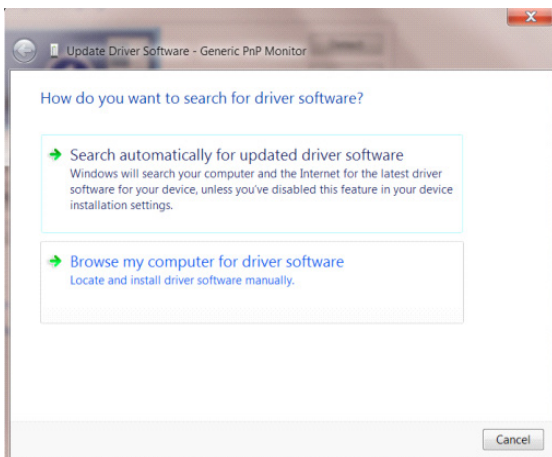 Update Driver Software - Generic PnP Monitor
How do you want to search for driver software?
Search automatically for updated driver software
Windows will search your computer and the Internet for the latest driver
software for your device, unless you've disabled this feature in your device
installation settings.
Browse my computer for driver software
Locate and install driver software manually.
Cancel